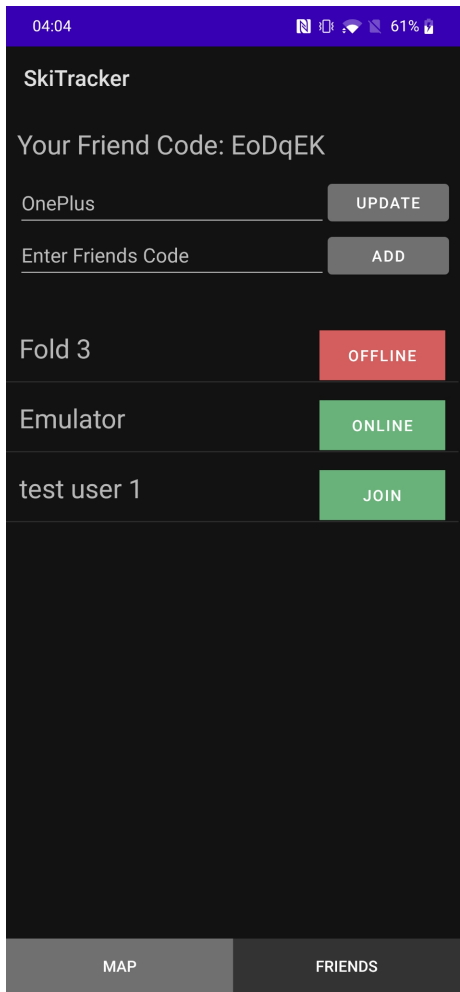 04:04 61%
SkiTracker
Your Friend Code: EoDqEK
OnePlus UPDATE
Enter Friends Code ADD
Fold 3 OFFLINE
Emulator ONLINE
test user 1 JOIN
MAP FRIENDS